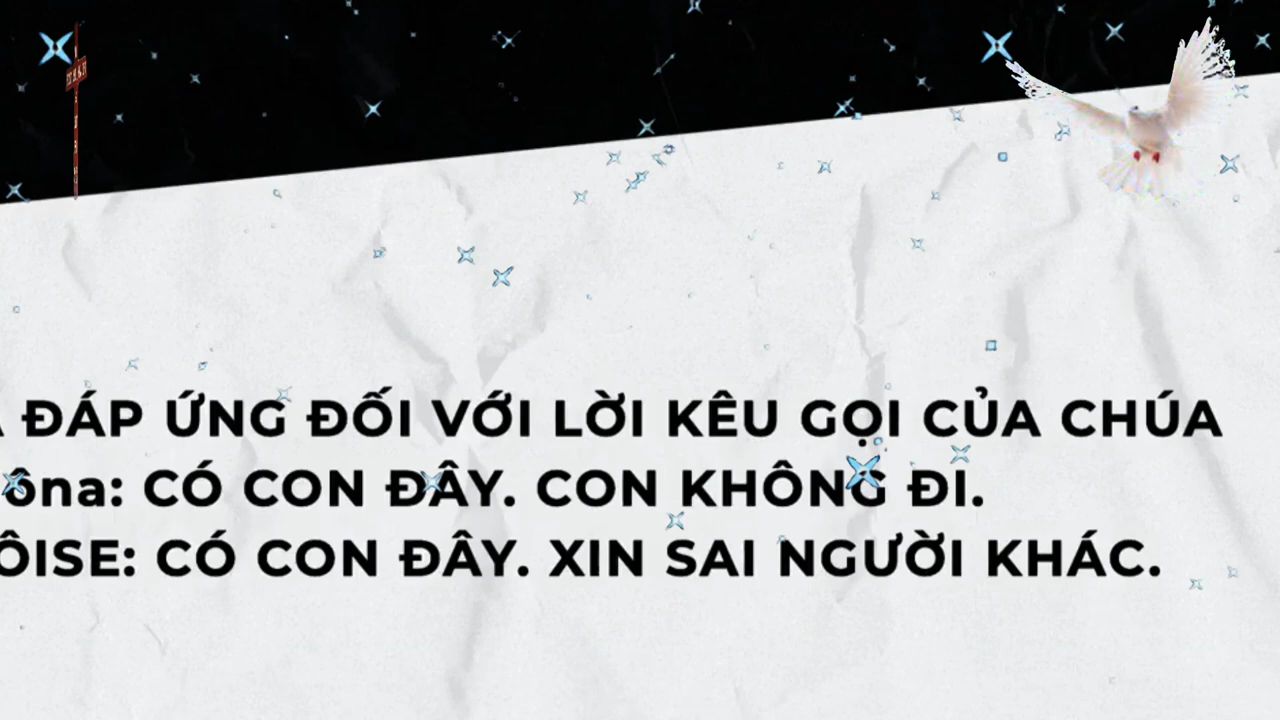 ĐÁP ỨNG ĐỐI VỚI LỜI KÊU GỌI CỦA CHÚA
ôna: CÓ CON ĐÂY. CON KHÔNG ĐI.
ÔISE: CÓ CON ĐÂY. XIN SAI NGƯỜI KHÁC.